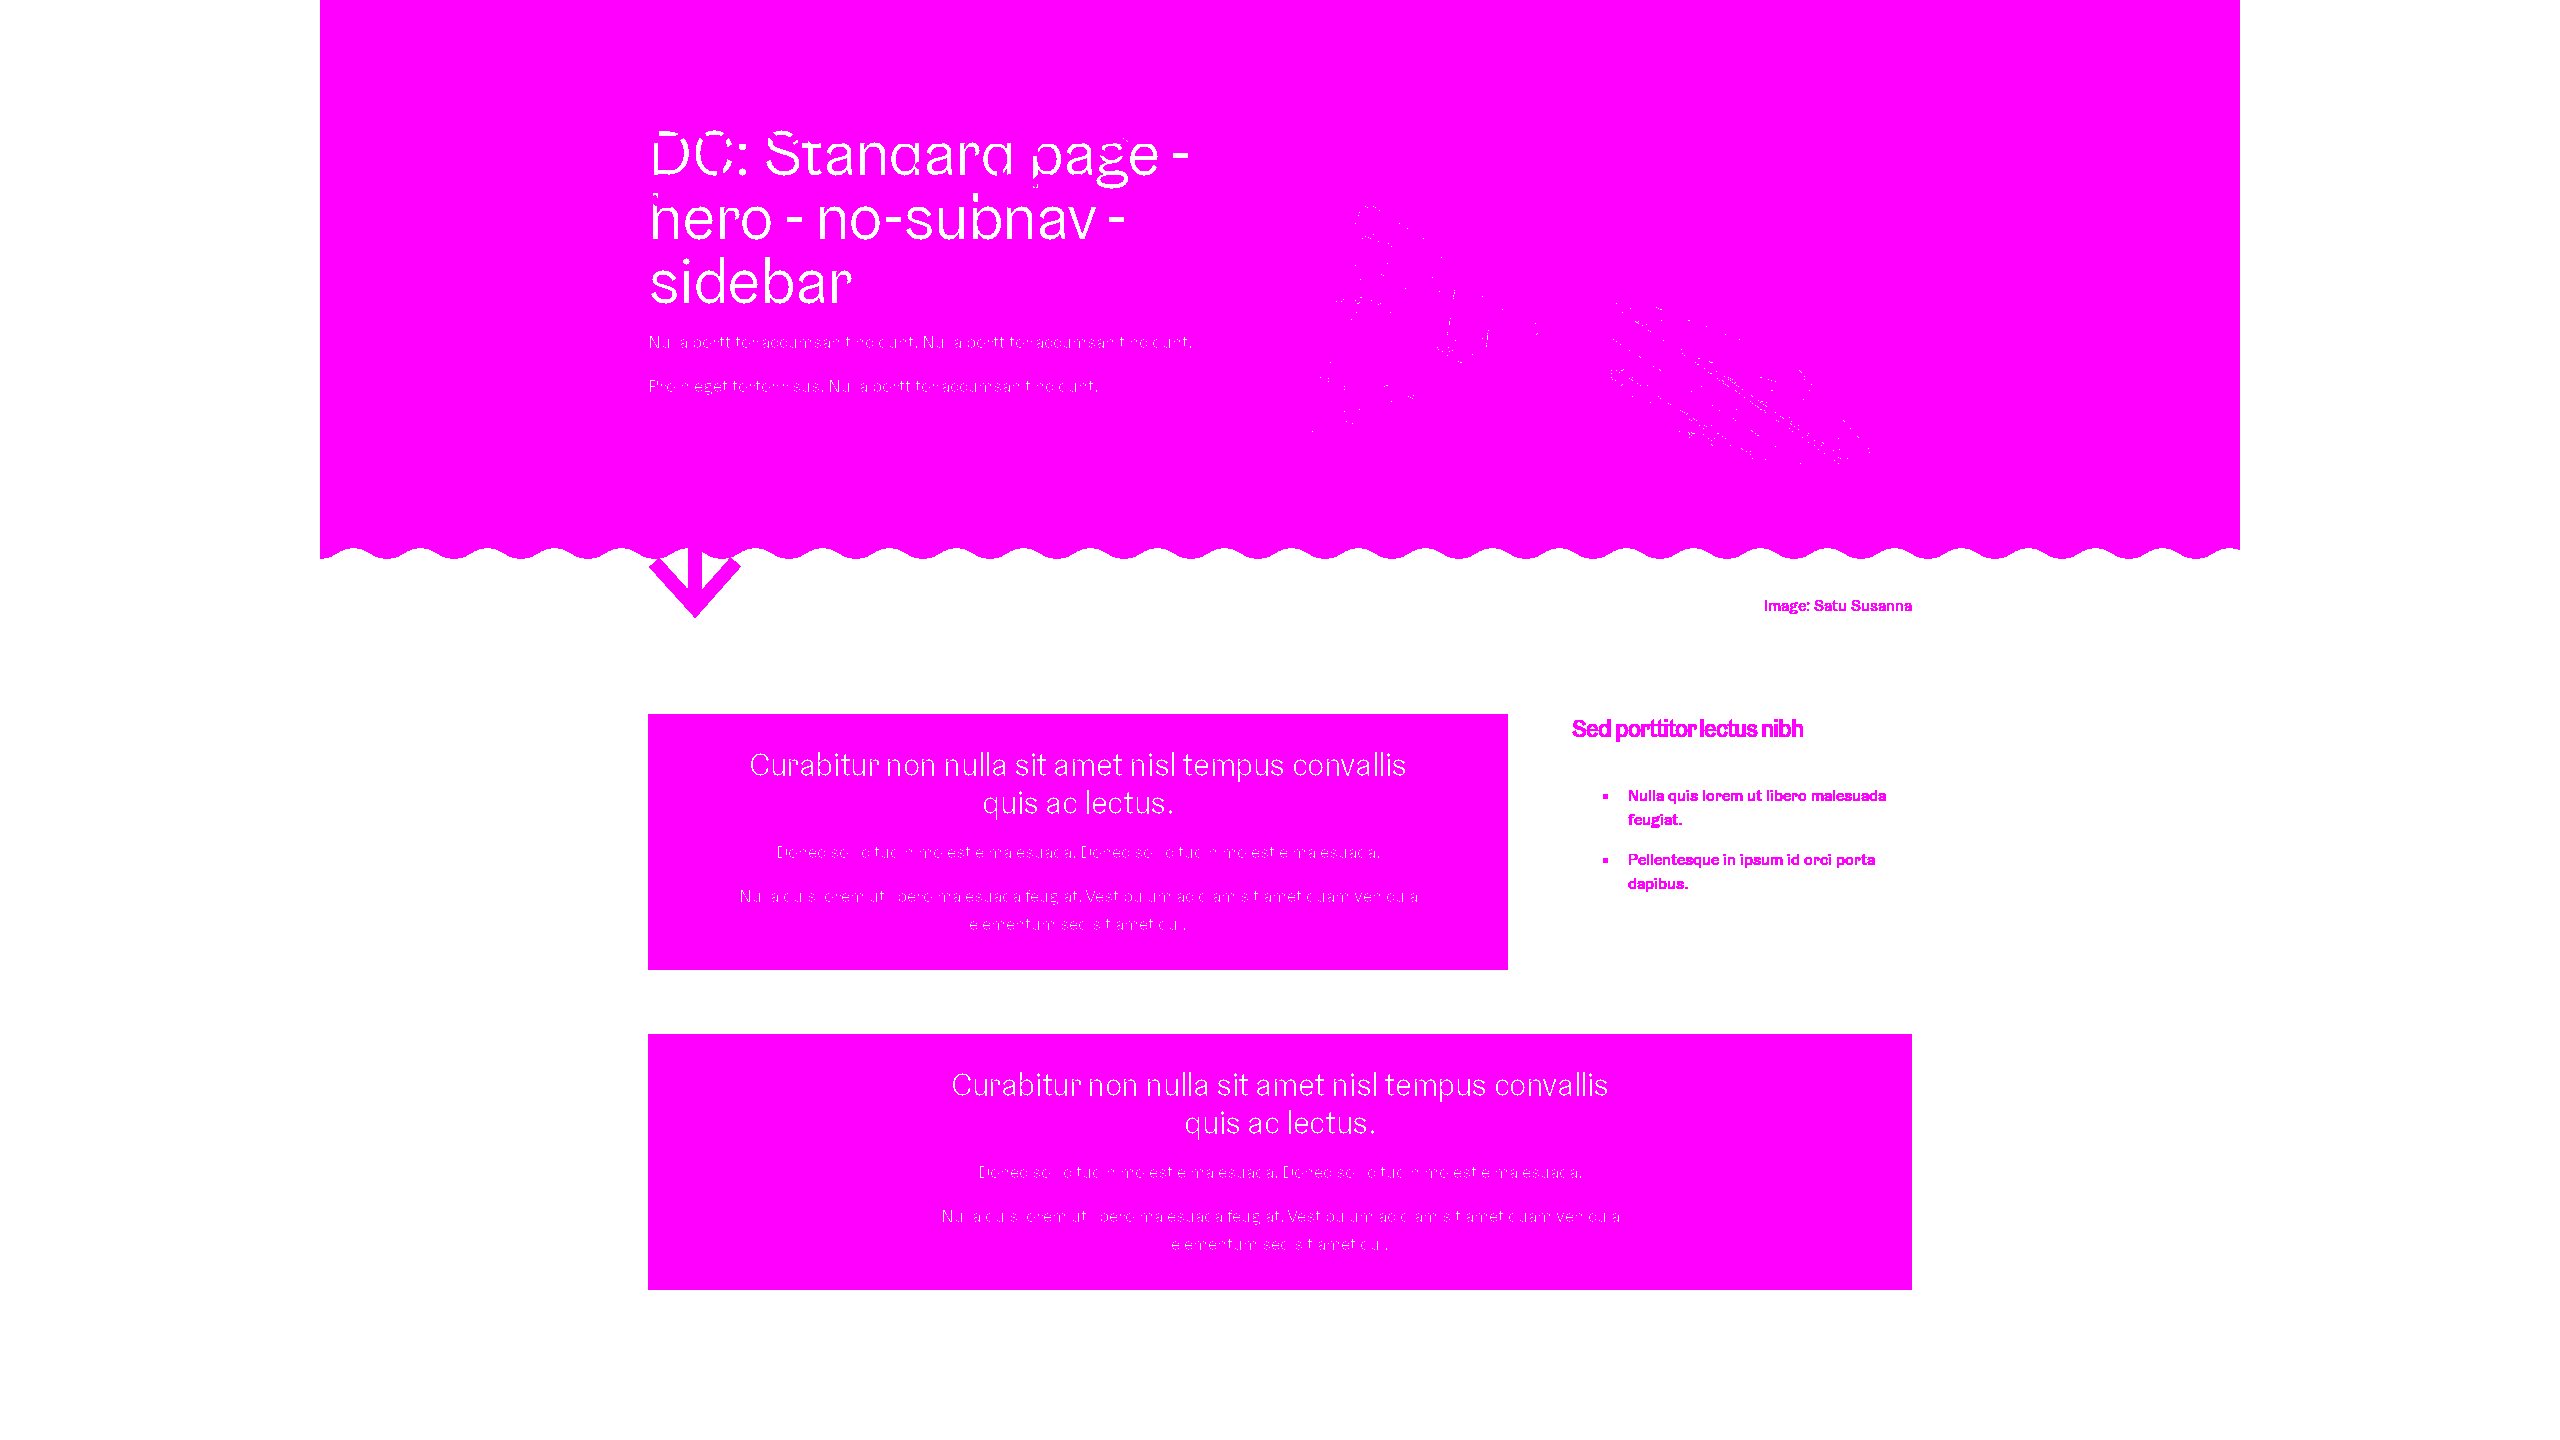 DC: Standard page -
hero - no-subnav -
sidebar
Nulla porttitor accumsan tincidunt. Nulla porttitor accumsan tincidunt.
Proin eget tortor risus. Nulla porttitor accumsan tincidunt.
Image: Satu Susanna
Curabitur non nulla sit amet nisl tempus convallis
quis ac lectus.
Donec sollicitudin molestie malesuada. Donec sollicitudin molestie malesuada.
Nulla quis lorem ut libero malesuada feugiat. Vestibulum ac diam sit amet quam vehicula
elementum sed sit amet dui.
Sed porttitor lectus nibh
Nulla quis lorem ut libero malesuada
feugiat.
Pellentesque in ipsum id orci porta
dapibus.
Curabitur non nulla sit amet nisl tempus convallis
quis ac lectus.
Donec sollicitudin molestie malesuada. Donec sollicitudin molestie malesuada.
Nulla quis lorem ut libero malesuada feugiat. Vestibulum ac diam sit amet quam vehicula
elementum sed sit amet dui.